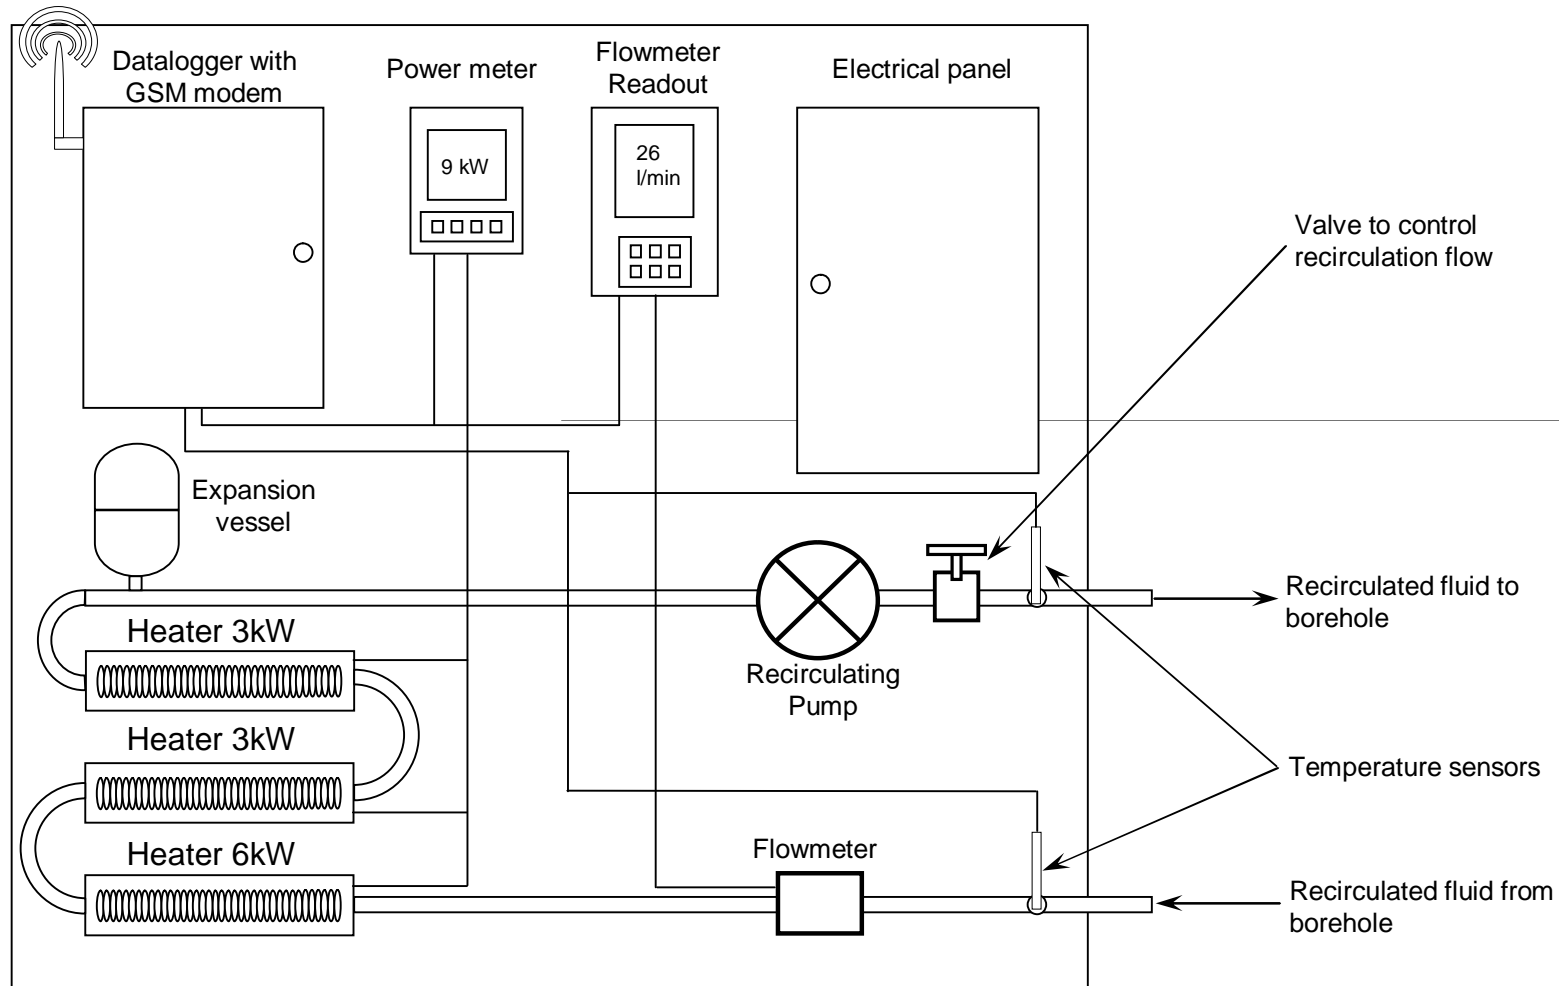 Datalogger with
GSM modem
Power meter
Flowmeter
Readout
Electrical panel
9 kW
26
l/min
Valve to control
recirculation flow
Expansion
vessel
Recirculated fluid to
borehole
Heater 3kW
Recirculating
Pump
Heater 3kW
Temperature sensors
Heater 6kW
Flowmeter
Recirculated fluid from
borehole